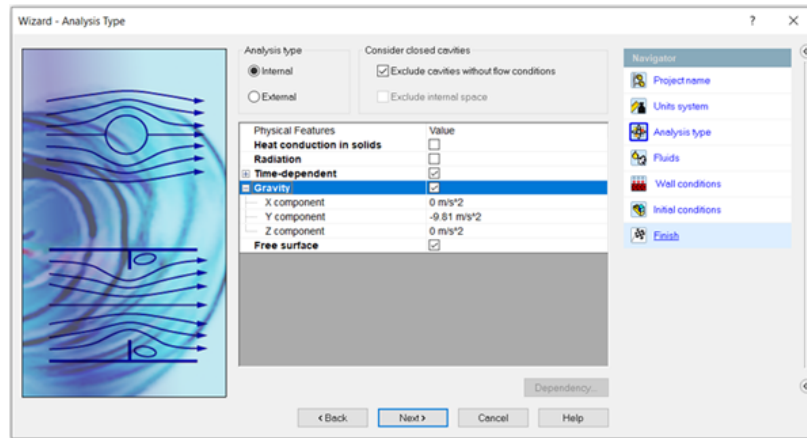 Wizard - Analysis Type
? ×
Analysis type
Internal
External
Consider closed cavities
Exclude cavities without flow conditions
Exclude internal space
Physical Features Value
Heat conduction in solids
Radiation
Time-dependent
Gravity
X component 0 m/s^2
Y component -9.81 m/s^2
Z component 0 m/s^2
Free surface
Dependency...
< Back Next > Cancel Help
Navigator
Project name
Units system
Analysis type
Fluids
Wall conditions
Initial conditions
Finish